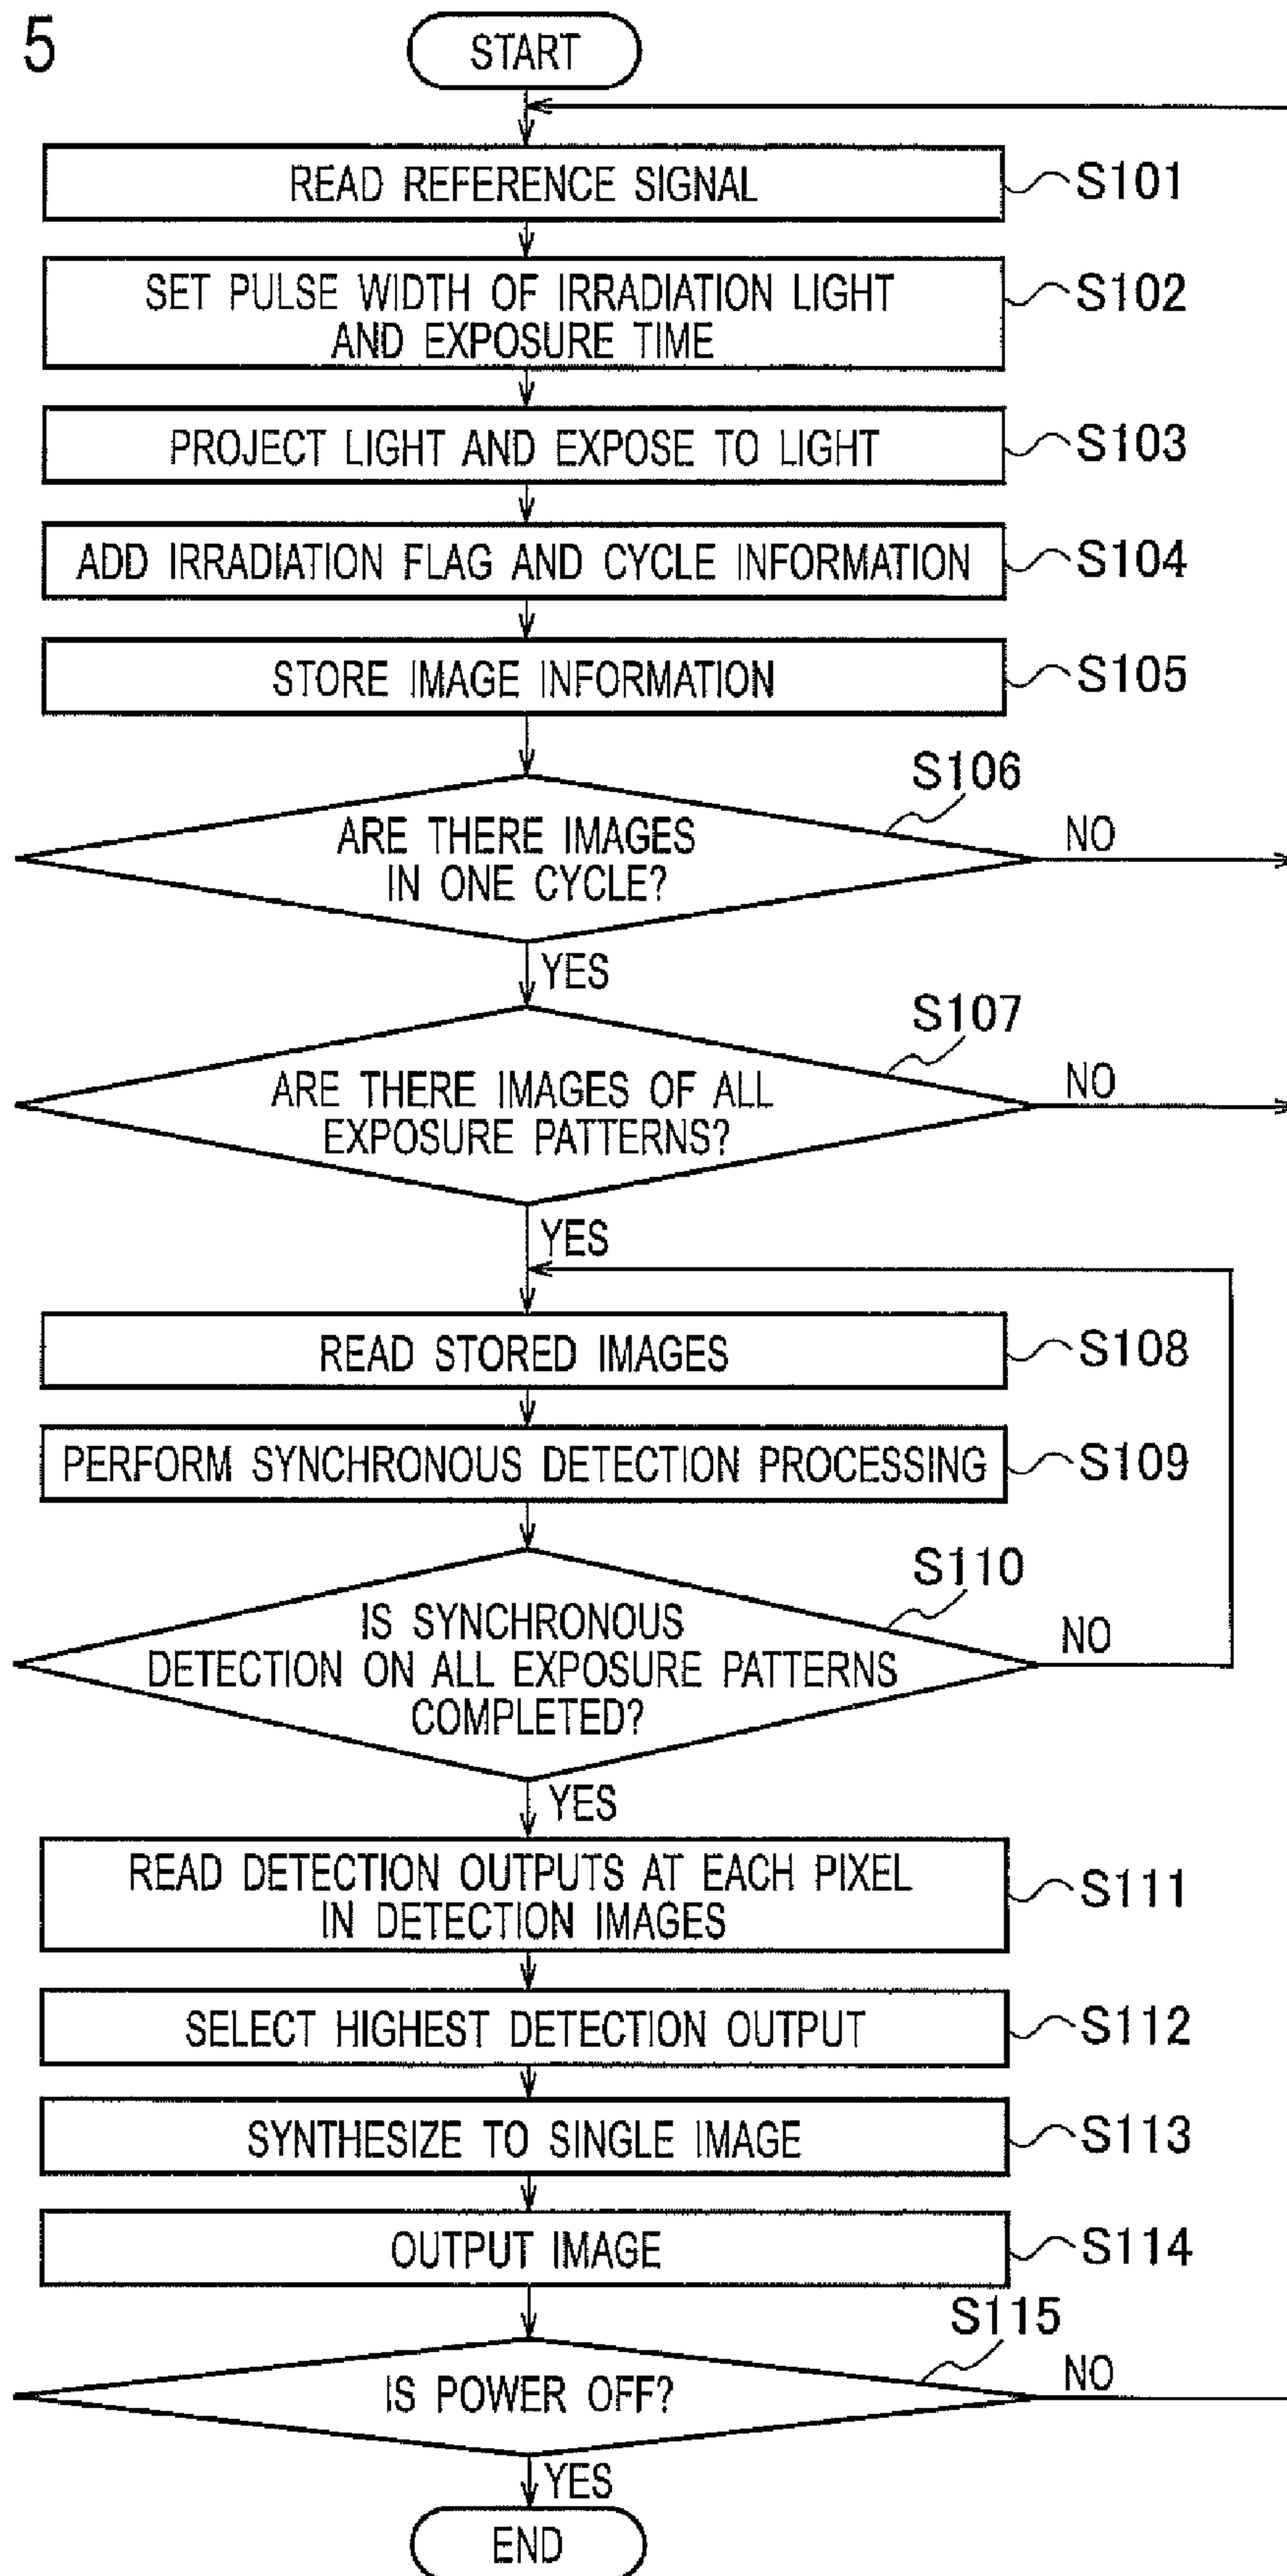 5
START
READ REFERENCE SIGNAL
S101
SET PULSE WIDTH OF IRRADIATION LIGHT
AND EXPOSURE TIME
S102
PROJECT LIGHT AND EXPOSE TO LIGHT
S103
ADD IRRADIATION FLAG AND CYCLE INFORMATION
S104
STORE IMAGE INFORMATION
S105
S106
ARE THERE IMAGES
IN ONE CYCLE?
NO
YES
S107
ARE THERE IMAGES OF ALL
EXPOSURE PATTERNS?
NO
YES
READ STORED IMAGES
S108
PERFORM SYNCHRONOUS DETECTION PROCESSING
S109
S110
IS SYNCHRONOUS
DETECTION ON ALL EXPOSURE PATTERNS
COMPLETED?
NO
YES
READ DETECTION OUTPUTS AT EACH PIXEL
IN DETECTION IMAGES
S111
SELECT HIGHEST DETECTION OUTPUT
S112
SYNTHESIZE TO SINGLE IMAGE
S113
OUTPUT IMAGE
S114
S115
IS POWER OFF?
NO
YES
END